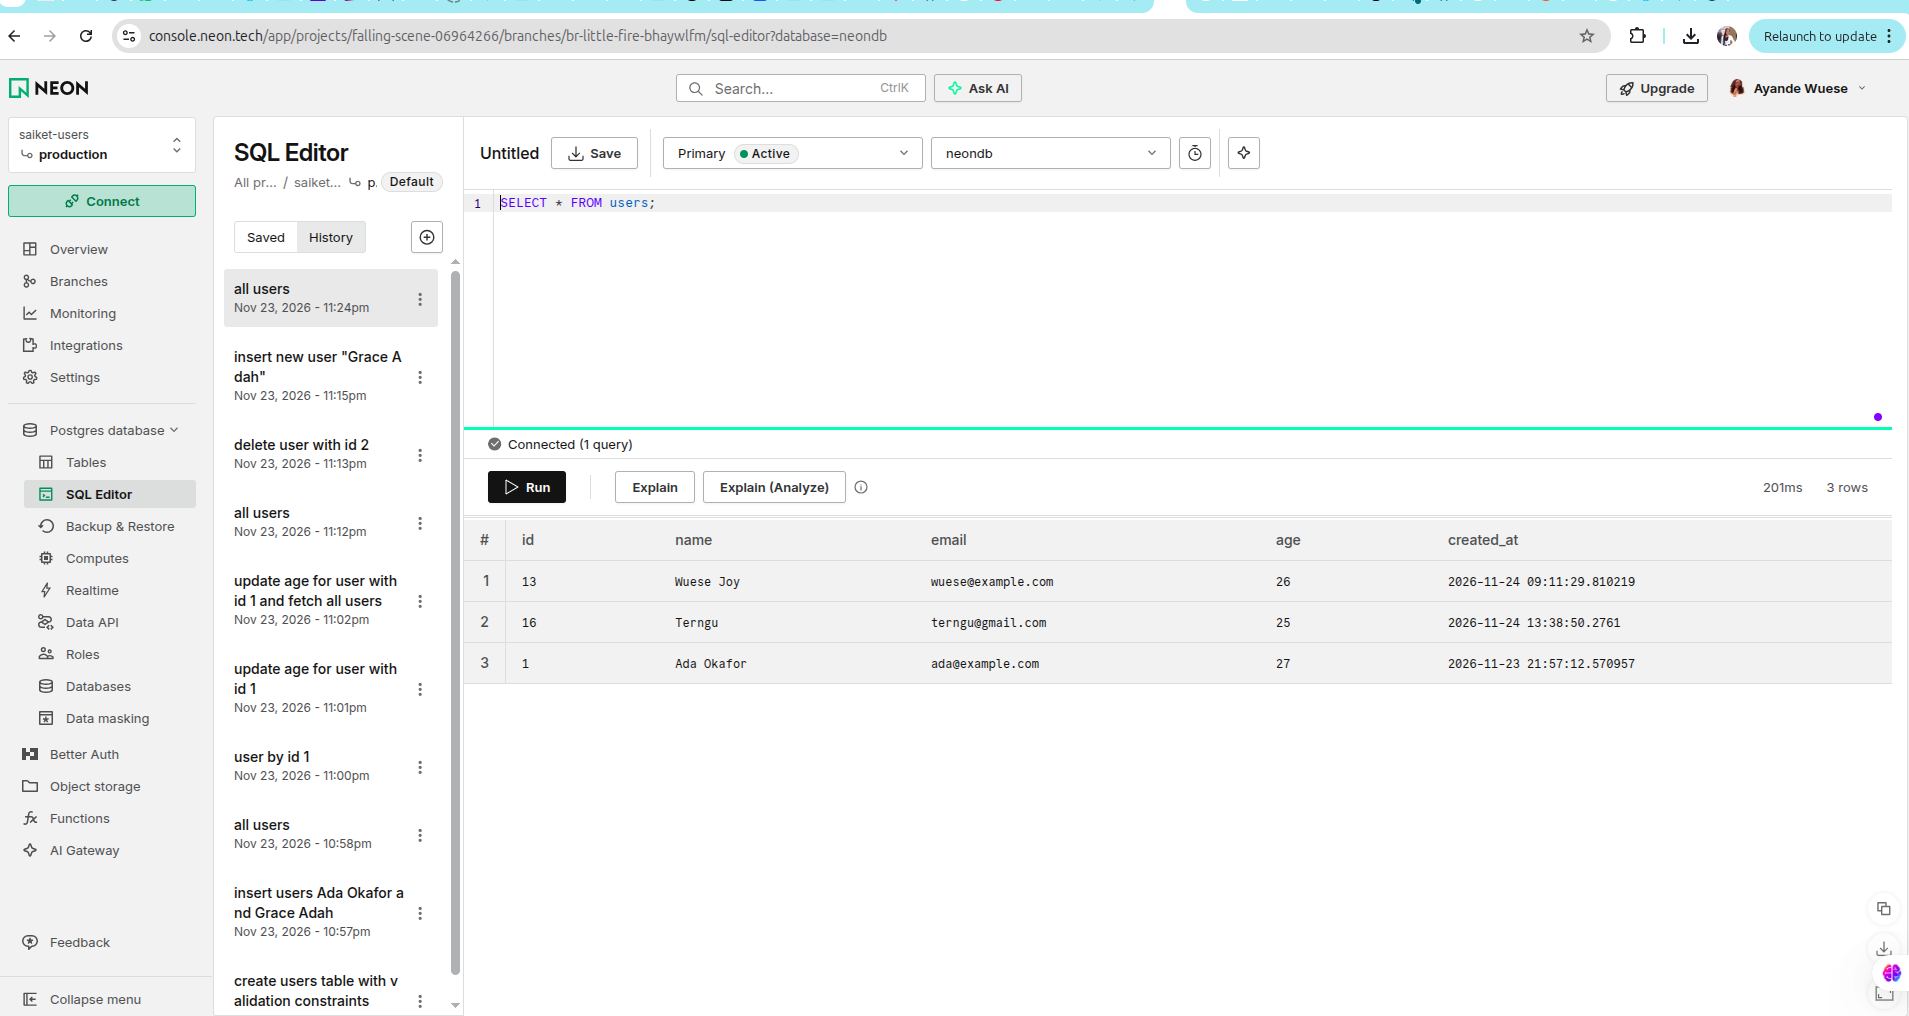 console.neon.tech/app/projects/falling-scene-06964266/branches/br-little-fire-bhaywlfm/sql-editor?database=neondb
Relaunch to update
NEON
Search...
CtrlK
Ask AI
Upgrade
Ayande Wuese
saiket-users
production
Connect
Overview
Branches
Monitoring
Integrations
Settings
Postgres database
Tables
SQL Editor
Backup & Restore
Computes
Realtime
Data API
Roles
Databases
Data masking
Better Auth
Object storage
Functions
AI Gateway
Feedback
Collapse menu
SQL Editor
All pr... / saiket... p. Default
Saved
History
all users
Nov 23, 2026 - 11:24pm
insert new user "Grace A
dah"
Nov 23, 2026 - 11:15pm
delete user with id 2
Nov 23, 2026 - 11:13pm
all users
Nov 23, 2026 - 11:12pm
update age for user with
id 1 and fetch all users
Nov 23, 2026 - 11:02pm
update age for user with
id 1
Nov 23, 2026 - 11:01pm
user by id 1
Nov 23, 2026 - 11:00pm
all users
Nov 23, 2026 - 10:58pm
insert users Ada Okafor a
nd Grace Adah
Nov 23, 2026 - 10:57pm
create users table with v
alidation constraints
Untitled
Save
Primary
Active
neondb
1 SELECT * FROM users;
Connected (1 query)
Run
Explain
Explain (Analyze)
201ms
3 rows
# id name email age created_at
1 13 Wuese Joy wuese@example.com 26 2026-11-24 09:11:29.810219
2 16 Terngu terngu@gmail.com 25 2026-11-24 13:38:50.2761
3 1 Ada Okafor ada@example.com 27 2026-11-23 21:57:12.570957